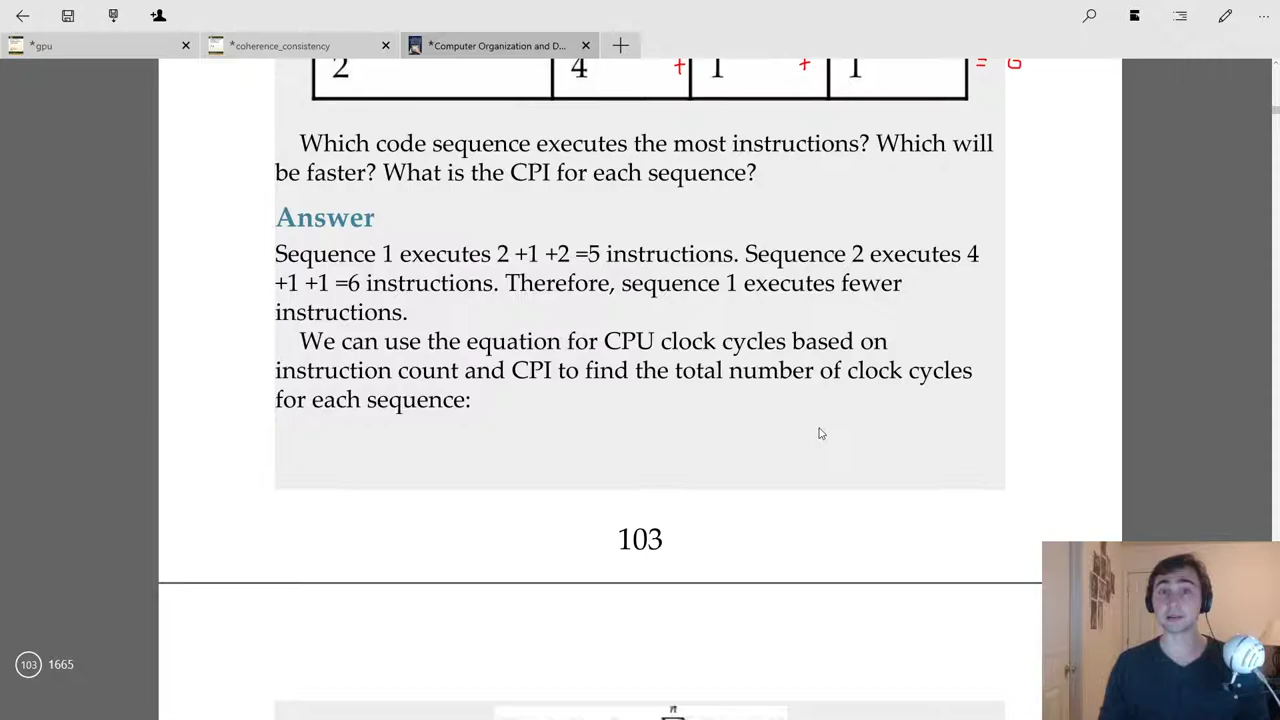 *gpu
*coherence_consistency
*Computer Organization and D...
2 4 + 1 + 1 = 6
Which code sequence executes the most instructions? Which will
be faster? What is the CPI for each sequence?
Answer
Sequence 1 executes 2 +1 +2 =5 instructions. Sequence 2 executes 4
+1 +1 =6 instructions. Therefore, sequence 1 executes fewer
instructions.
We can use the equation for CPU clock cycles based on
instruction count and CPI to find the total number of clock cycles
for each sequence:
103
103 1665
n